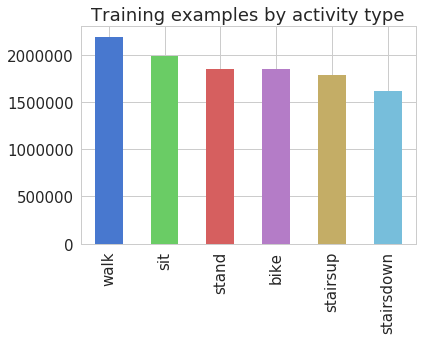 Training examples by activity type
2000000
1500000
1000000
500000
0
walk
sit
stand
bike
stairsup
stairsdown